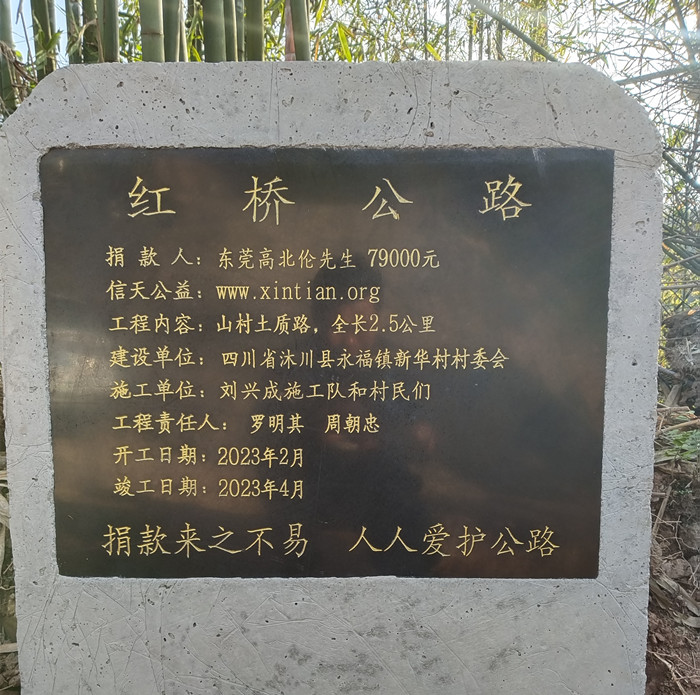 红桥公路
捐款人：东莞高北伦先生 79000元
信天公益：www.xintian.org
工程内容：山村土质路，全长2.5公里
建设单位：四川省沐川县永福镇新华村村委会
施工单位：刘兴成施工队和村民们
工程责任人：罗明其 周朝忠
开工日期：2023年2月
竣工日期：2023年4月
捐款来之不易 人人爱护公路